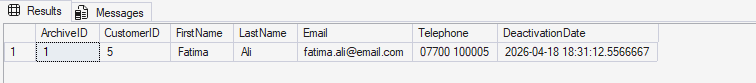 Results Messages
ArchiveID CustomerID FirstName LastName Email Telephone DeactivationDate
1 1 5 Fatima Ali fatima.ali@email.com 07700 100005 2026-04-18 18:31:12.5566667